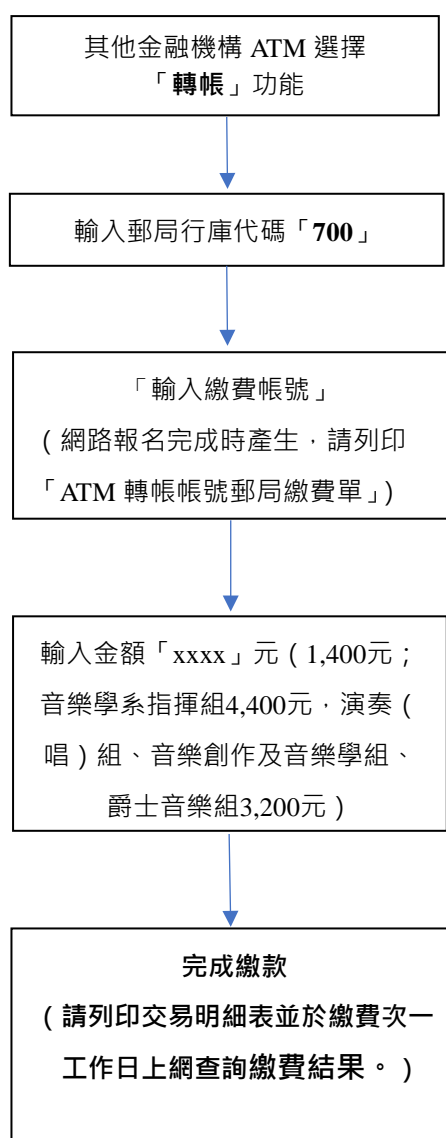 其他金融機構 ATM 選擇
「轉帳」功能
輸入郵局行庫代碼「700」
「輸入繳費帳號」
(網路報名完成時產生，請列印
「ATM 轉帳帳號郵局繳費單」)
輸入金額「xxxx」元(1,400元；
音樂學系指揮組4,400元，演奏(
唱)組、音樂創作及音樂學組、
爵士音樂組3,200元)
完成繳款
(請列印交易明細表並於繳費次一
工作日上網查詢繳費結果。)